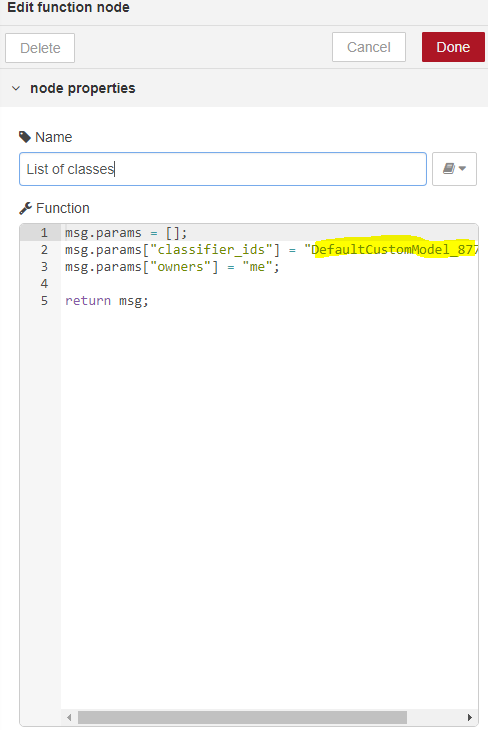 Edit function node
Delete
Cancel
Done
node properties
Name
List of classes
Function
1 msg.params = [];
2 msg.params["classifier_ids"] = "DefaultCustomModel_877
3 msg.params["owners"] = "me";
4
5 return msg;